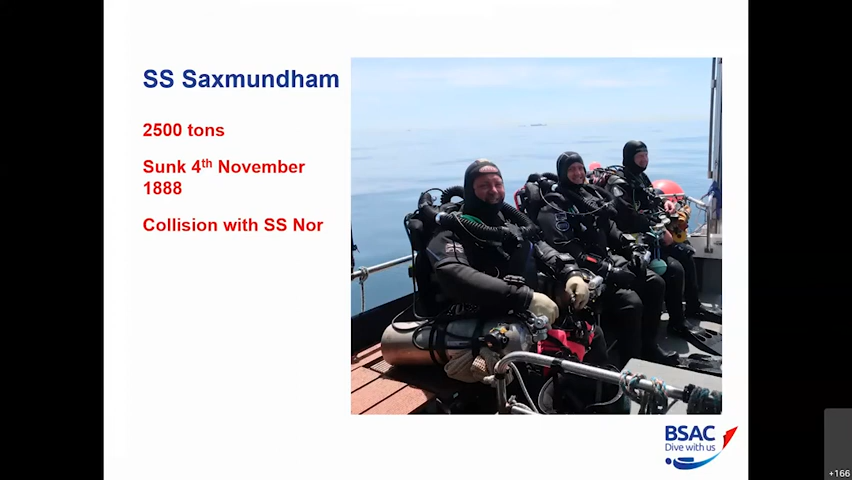 SS Saxmundham
2500 tons
Sunk 4th November
1888
Collision with SS Nor
BSAC
Dive with us
+166